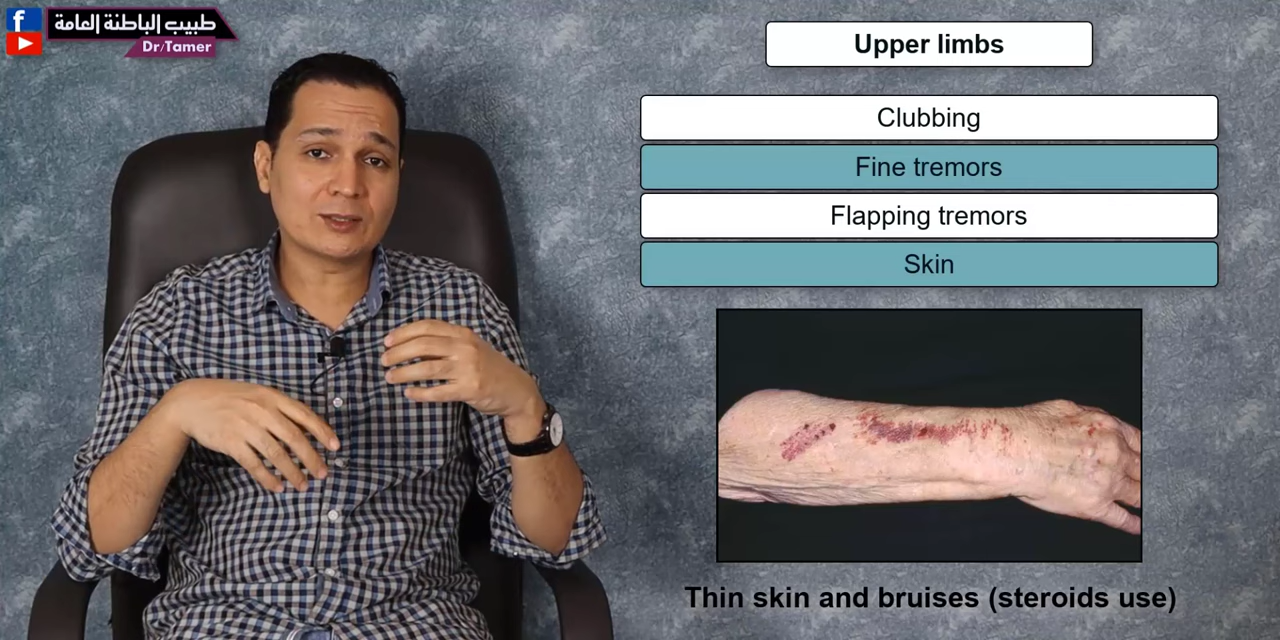 طبيب الباطنة العامة
Dr/Tamer
Upper limbs
Clubbing
Fine tremors
Flapping tremors
Skin
Thin skin and bruises (steroids use)